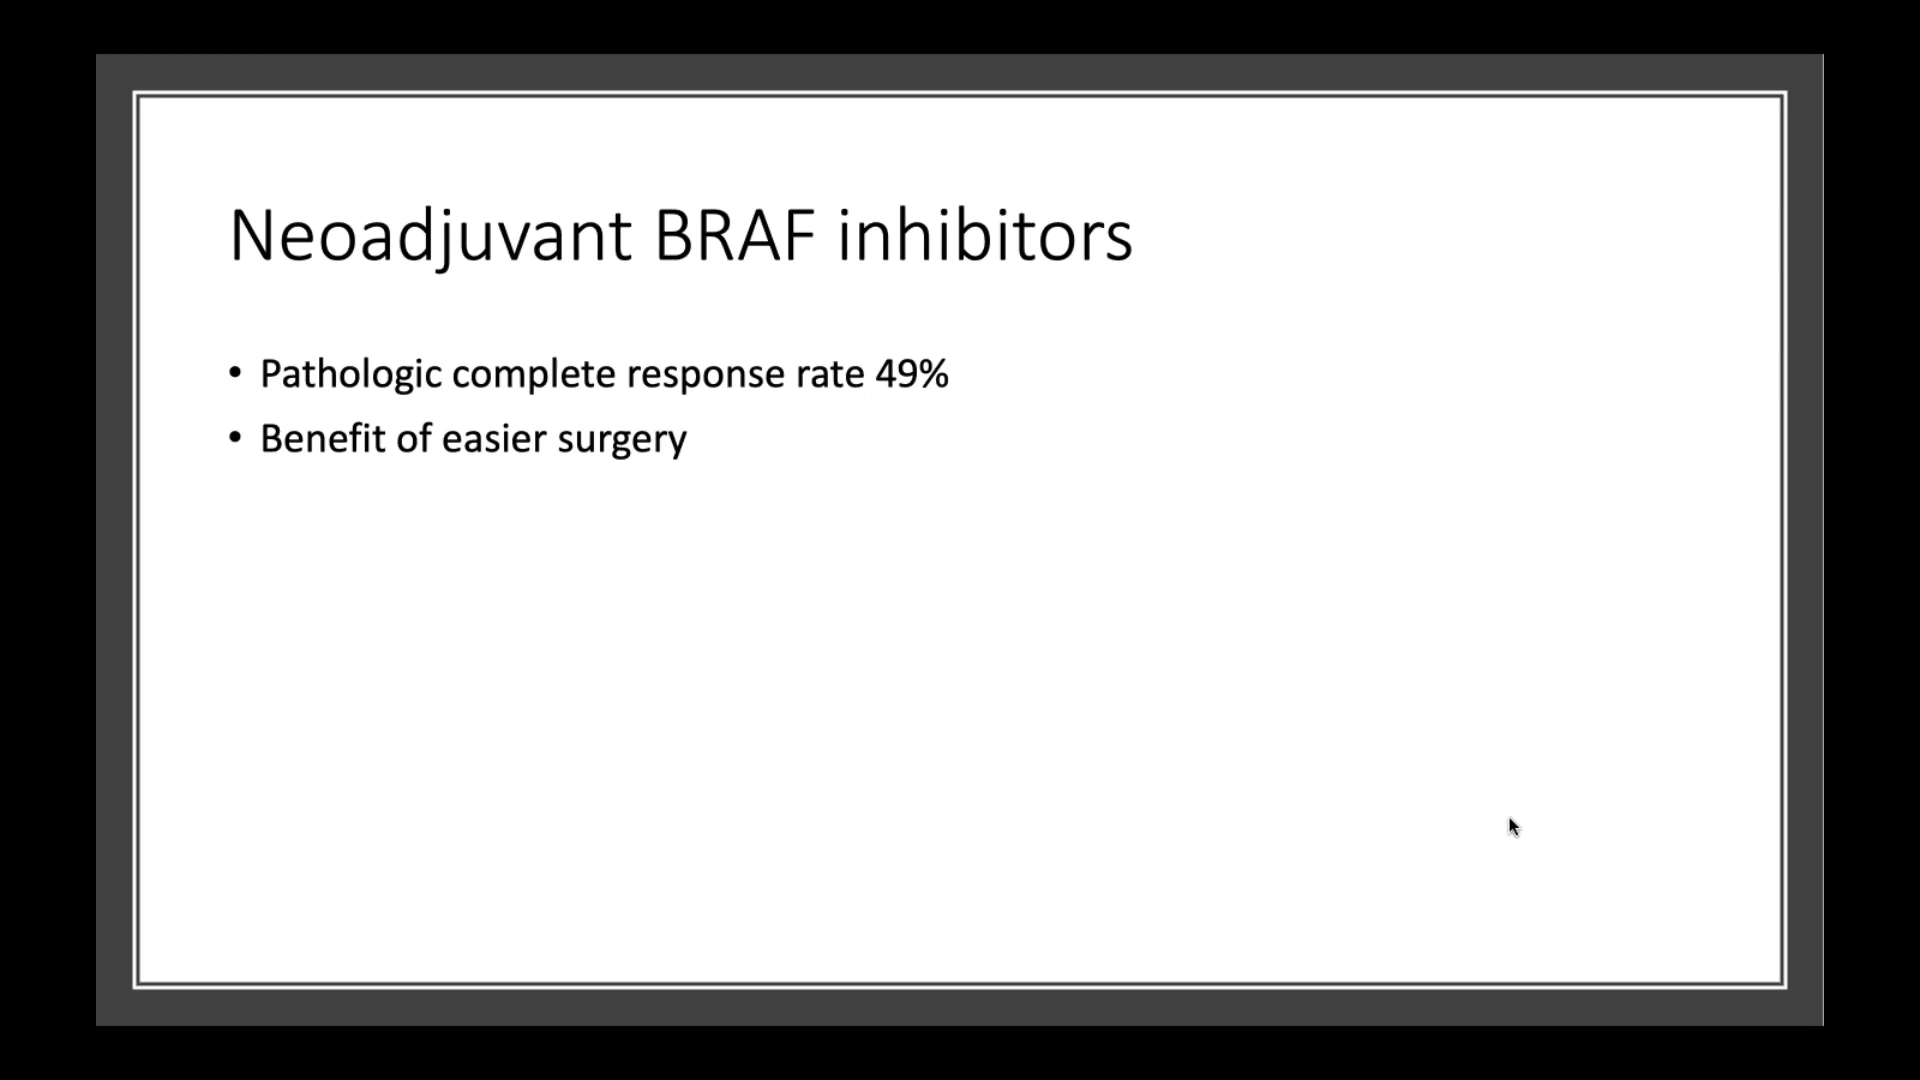 Neoadjuvant BRAF inhibitors
• Pathologic complete response rate 49%
• Benefit of easier surgery